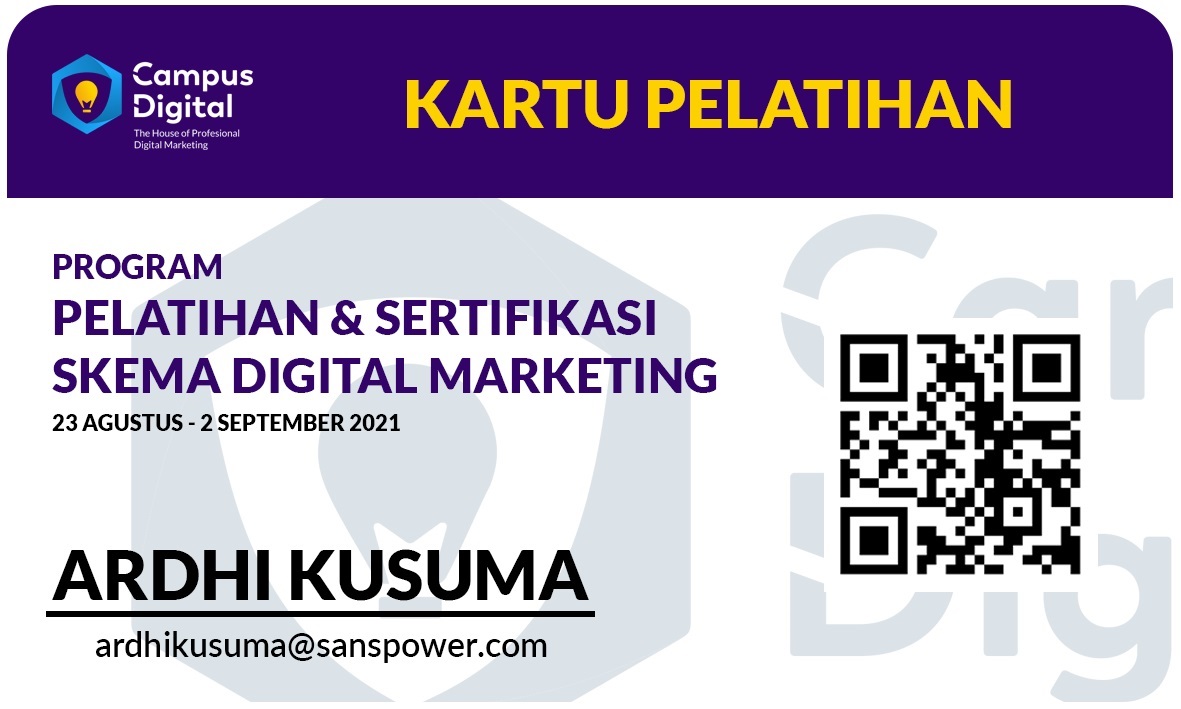 Campus
Digital
The House of Profesional
Digital Marketing
KARTU PELATIHAN
PROGRAM
PELATIHAN & SERTIFIKASI
SKEMA DIGITAL MARKETING
23 AGUSTUS - 2 SEPTEMBER 2021
ARDHI KUSUMA
ardhikusuma@sanspower.com